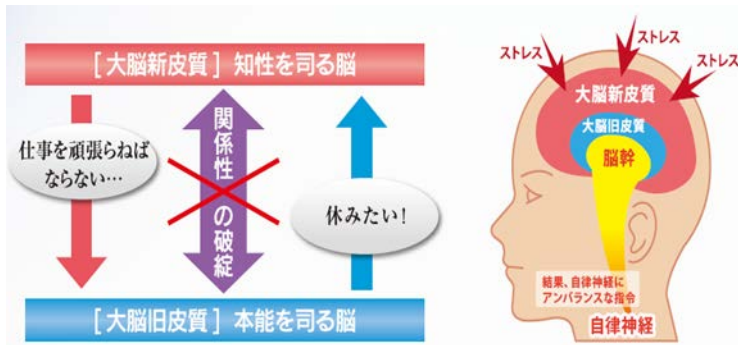 [大脳新皮質] 知性を司る脳
仕事を頑張らねば
ならない…
関係性の破綻
休みたい!
[大脳旧皮質] 本能を司る脳
ストレス
ストレス
ストレス
大脳新皮質
大脳旧皮質
脳幹
結果、自律神経に
アンバランスな指令
自律神経